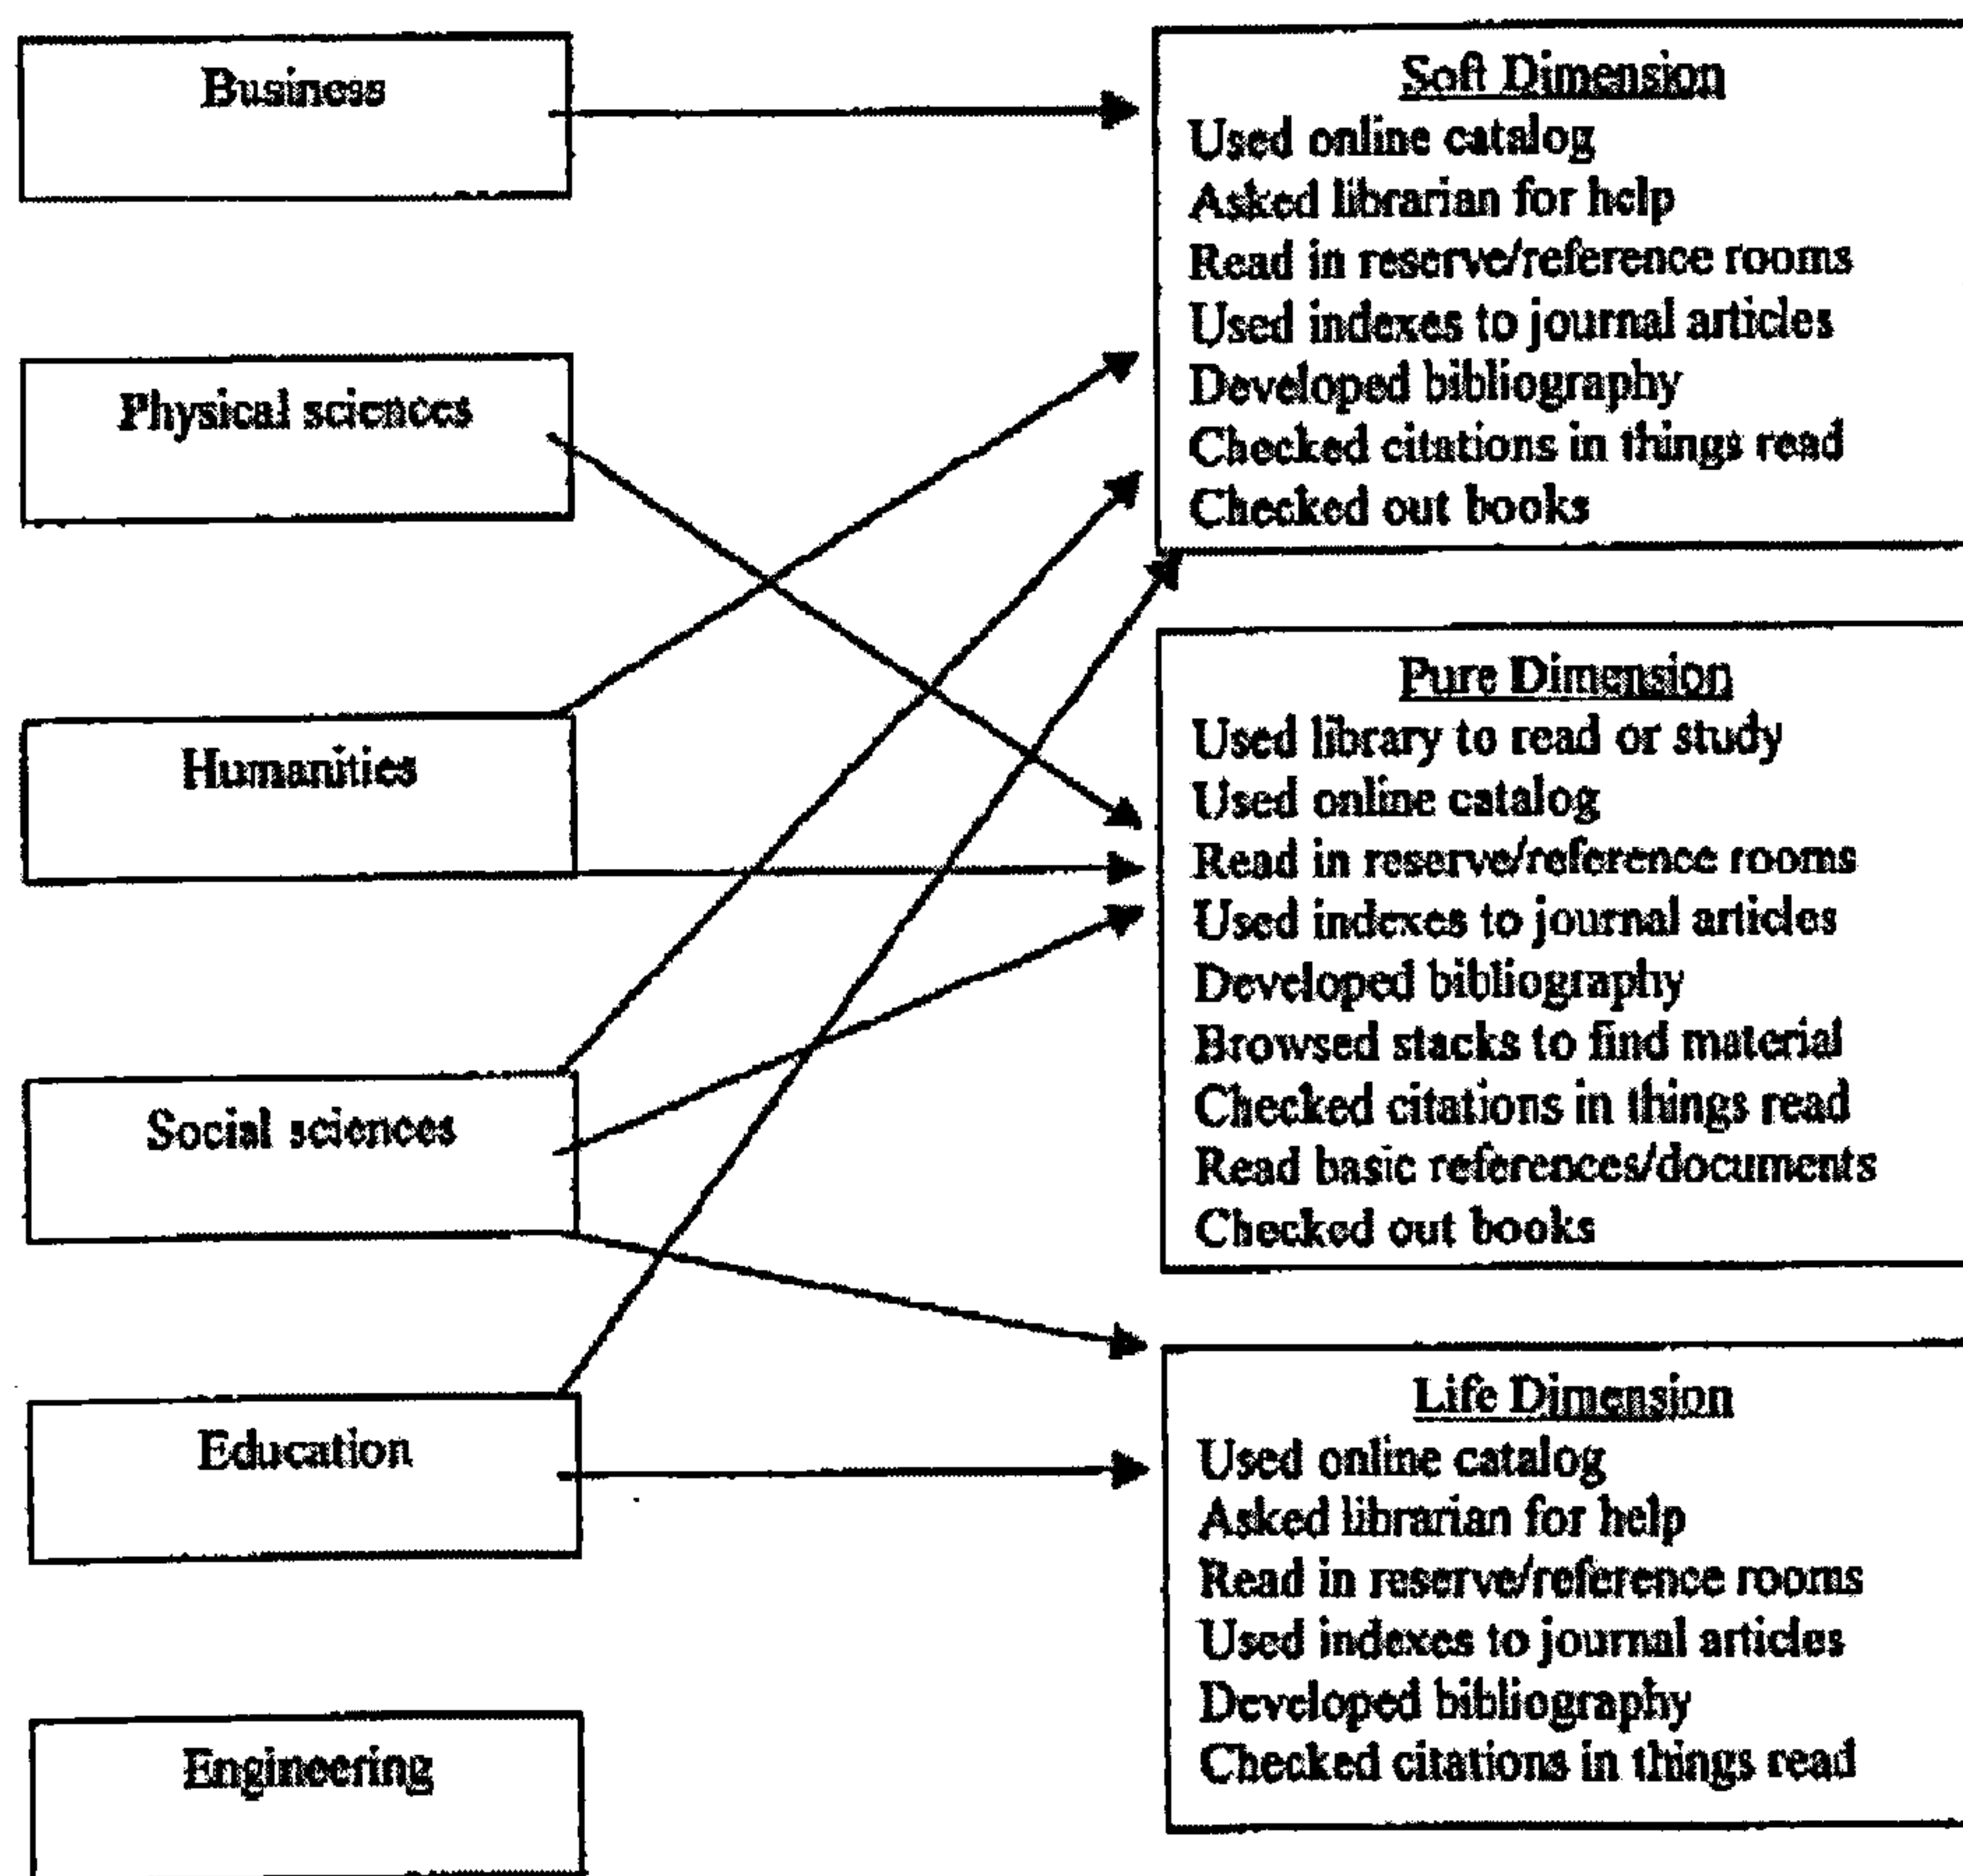 Business
Physical sciences
Humanities
Social sciences
Education
Engineering
Soft Dimension
Used online catalog
Asked librarian for help
Read in reserve/reference rooms
Used indexes to journal articles
Developed bibliography
Checked citations in things read
Checked out books
Pure Dimension
Used library to read or study
Used online catalog
Read in reserve/reference rooms
Used indexes to journal articles
Developed bibliography
Browsed stacks to find material
Checked citations in things read
Read basic references/documents
Checked out books
Life Dimension
Used online catalog
Asked librarian for help
Read in reserve/reference rooms
Used indexes to journal articles
Developed bibliography
Checked citations in things read